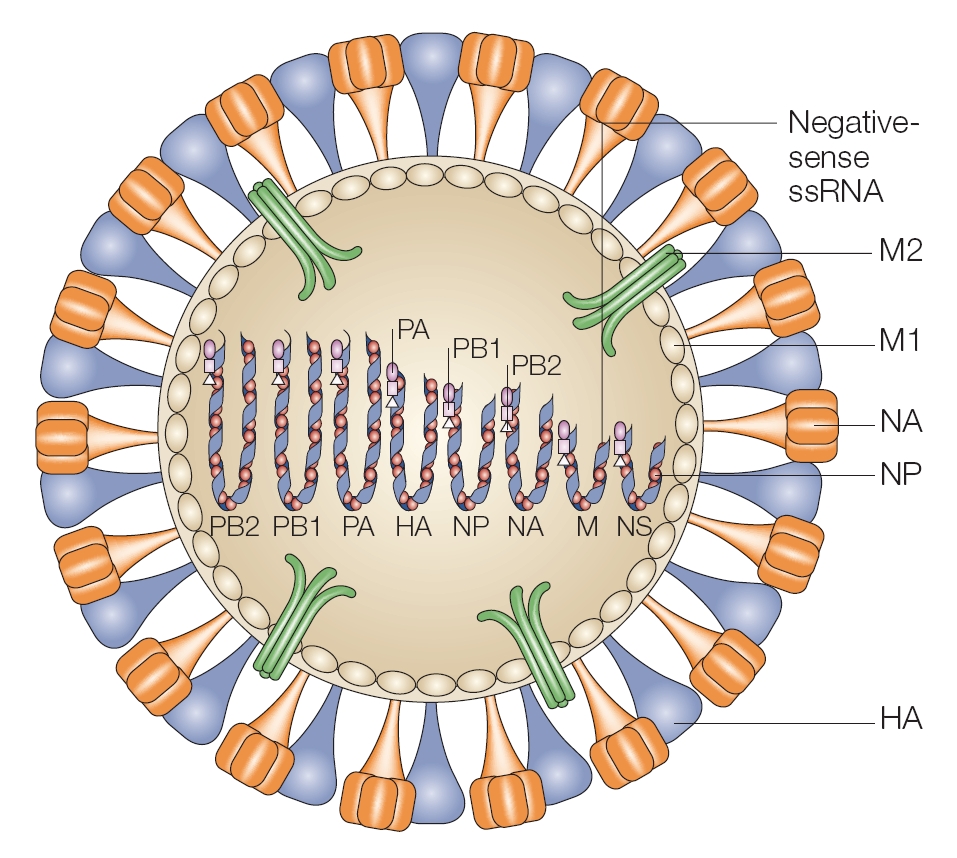 Negative-
sense
ssRNA
M2
M1
PA
PB1
PB2
NA
NP
PB2 PB1 PA HA NP NA M NS
HA